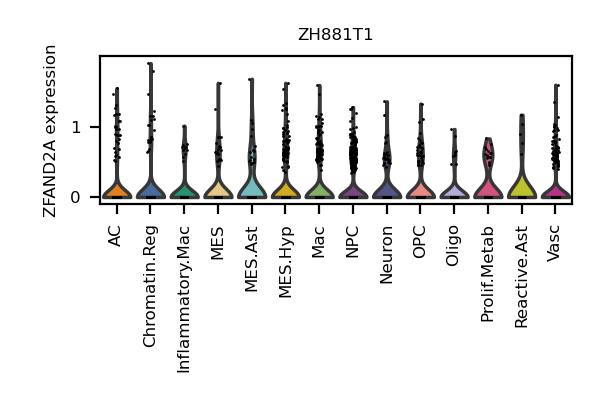 ZH881T1
ZFAND2A expression
1
0
AC
Chromatin.Reg
Inflammatory.Mac
MES
MES.Ast
MES.Hyp
Mac
NPC
Neuron
OPC
Oligo
Prolif.Metab
Reactive.Ast
Vasc